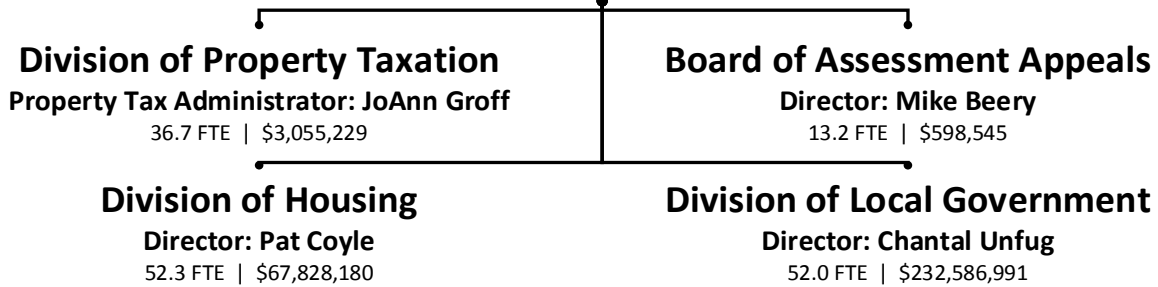 Division of Property Taxation
Property Tax Administrator: JoAnn Groff
36.7 FTE | $3,055,229
Board of Assessment Appeals
Director: Mike Beery
13.2 FTE | $598,545
Division of Housing
Director: Pat Coyle
52.3 FTE | $67,828,180
Division of Local Government
Director: Chantal Unfug
52.0 FTE | $232,586,991